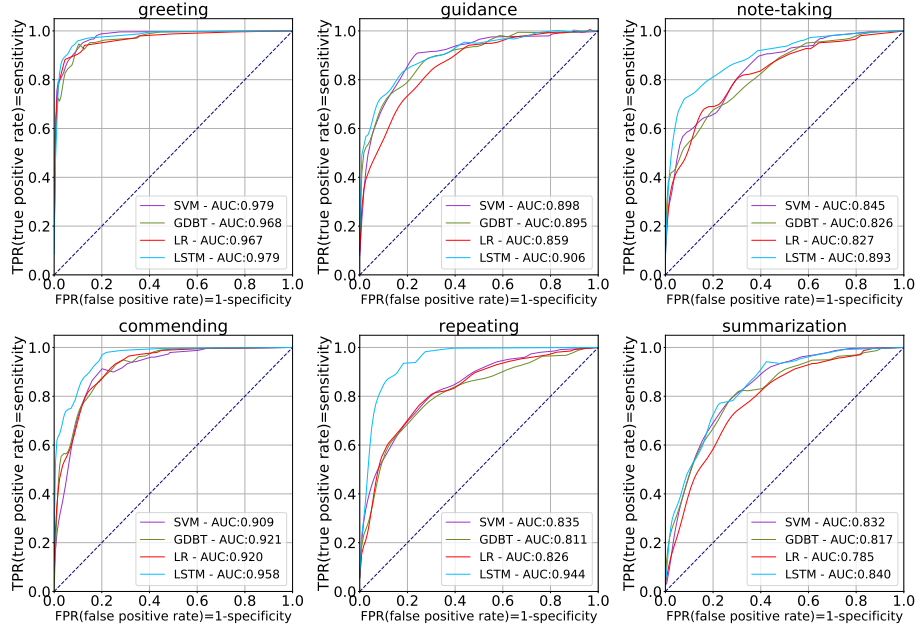 greeting
TPR(true positive rate)=sensitivity
1.0
0.8
0.6
0.4
0.2
0.0
SVM - AUC:0.979
GDBT - AUC:0.968
LR - AUC:0.967
LSTM - AUC:0.979
0.0 0.2 0.4 0.6 0.8 1.0
FPR(false positive rate)=1-specificity
guidance
TPR(true positive rate)=sensitivity
1.0
0.8
0.6
0.4
0.2
0.0
SVM - AUC:0.898
GDBT - AUC:0.895
LR - AUC:0.859
LSTM - AUC:0.906
0.0 0.2 0.4 0.6 0.8 1.0
FPR(false positive rate)=1-specificity
note-taking
TPR(true positive rate)=sensitivity
1.0
0.8
0.6
0.4
0.2
0.0
SVM - AUC:0.845
GDBT - AUC:0.826
LR - AUC:0.827
LSTM - AUC:0.893
0.0 0.2 0.4 0.6 0.8 1.0
FPR(false positive rate)=1-specificity
commending
TPR(true positive rate)=sensitivity
1.0
0.8
0.6
0.4
0.2
0.0
SVM - AUC:0.909
GDBT - AUC:0.921
LR - AUC:0.920
LSTM - AUC:0.958
0.0 0.2 0.4 0.6 0.8 1.0
FPR(false positive rate)=1-specificity
repeating
TPR(true positive rate)=sensitivity
1.0
0.8
0.6
0.4
0.2
0.0
SVM - AUC:0.835
GDBT - AUC:0.811
LR - AUC:0.826
LSTM - AUC:0.944
0.0 0.2 0.4 0.6 0.8 1.0
FPR(false positive rate)=1-specificity
summarization
TPR(true positive rate)=sensitivity
1.0
0.8
0.6
0.4
0.2
0.0
SVM - AUC:0.832
GDBT - AUC:0.817
LR - AUC:0.785
LSTM - AUC:0.840
0.0 0.2 0.4 0.6 0.8 1.0
FPR(false positive rate)=1-specificity